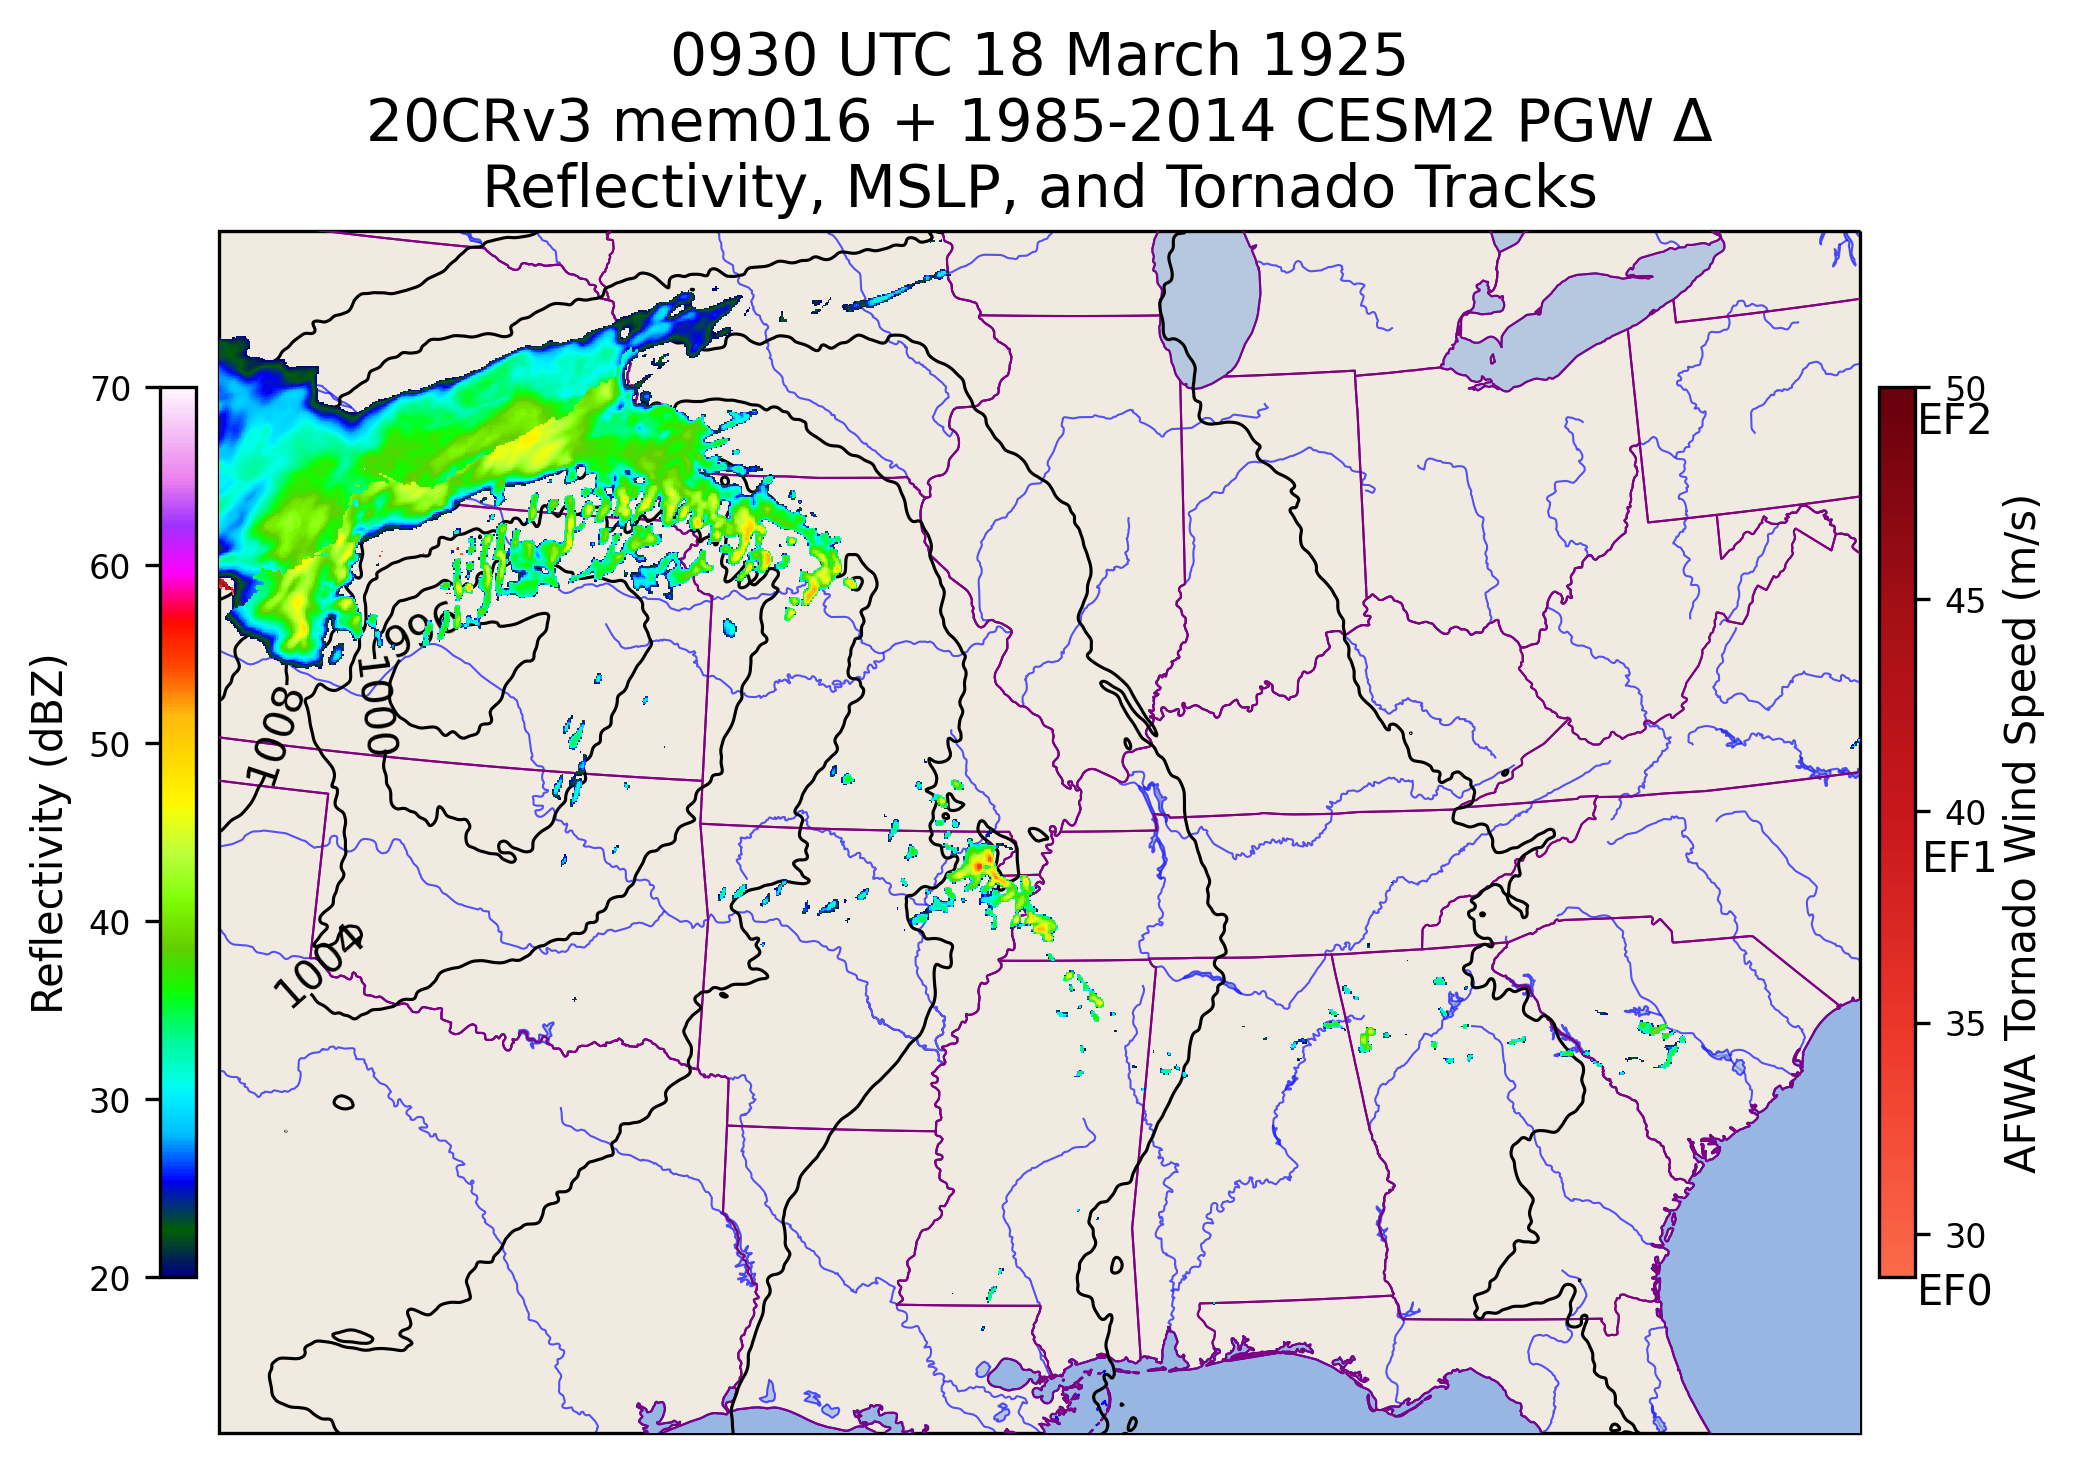 0930 UTC 18 March 1925
20CRv3 mem016 + 1985-2014 CESM2 PGW Δ
Reflectivity, MSLP, and Tornado Tracks
70
60
50
40
30
20
Reflectivity (dBZ)
996
1000
1008
1004
50
EF2
45
40
EF1
35
30
EF0
AFWA Tornado Wind Speed (m/s)